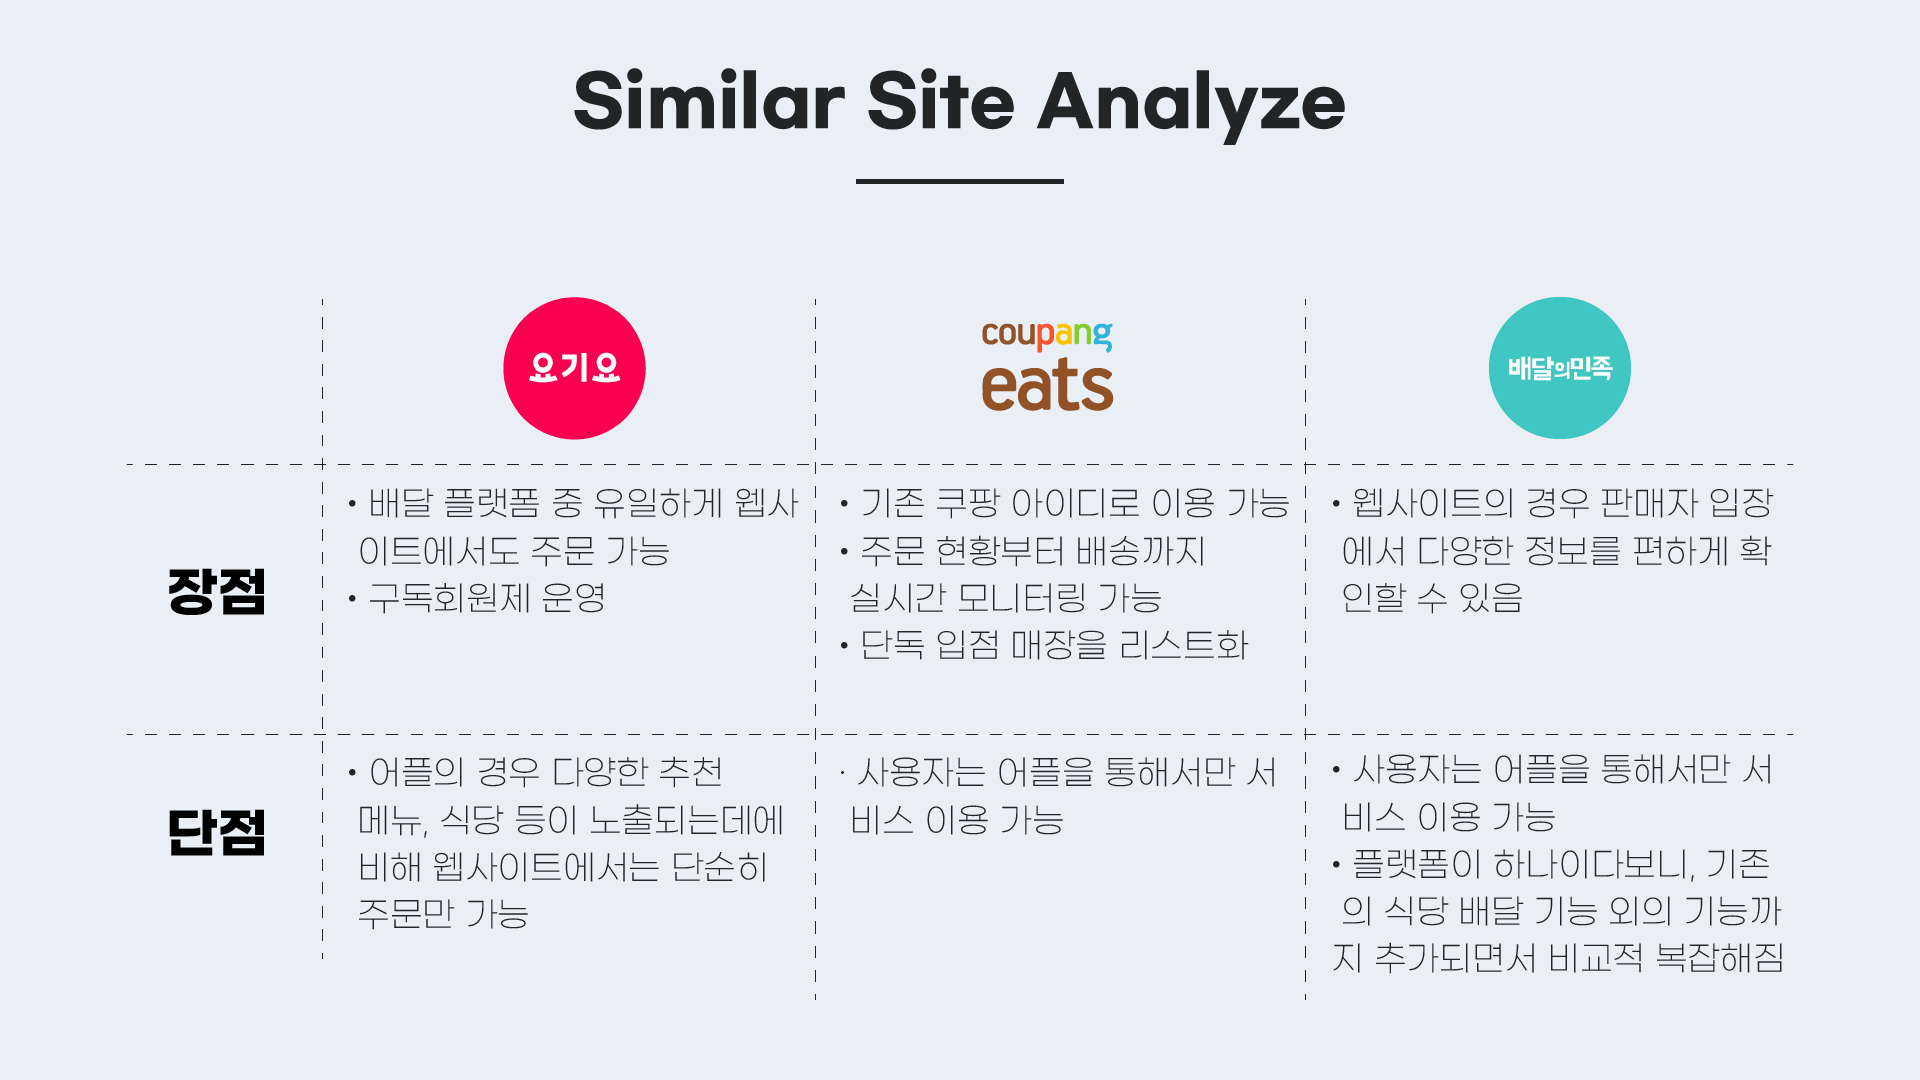 Similar Site Analyze
요기요
coupang
eats
배달의민족
장점
• 배달 플랫폼 중 유일하게 웹사
이트에서도 주문 가능
• 구독회원제 운영
• 기존 쿠팡 아이디로 이용 가능
• 주문 현황부터 배송까지
실시간 모니터링 가능
• 단독 입점 매장을 리스트화
• 웹사이트의 경우 판매자 입장
에서 다양한 정보를 편하게 확
인할 수 있음
단점
• 어플의 경우 다양한 추천
메뉴, 식당 등이 노출되는데에
비해 웹사이트에서는 단순히
주문만 가능
· 사용자는 어플을 통해서만 서
비스 이용 가능
• 사용자는 어플을 통해서만 서
비스 이용 가능
• 플랫폼이 하나이다보니, 기존
의 식당 배달 기능 외의 기능까
지 추가되면서 비교적 복잡해짐